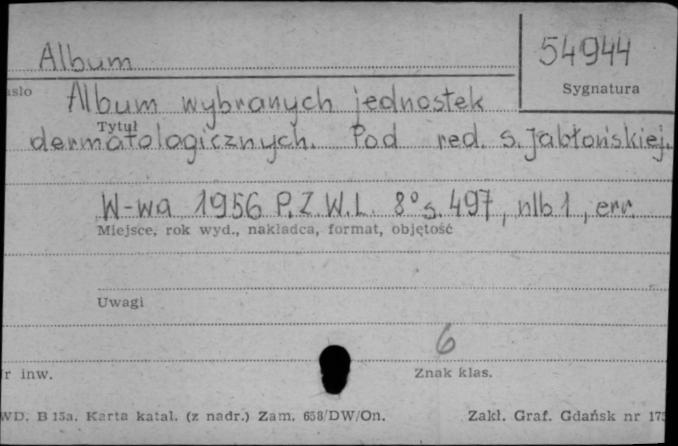 Album
54944
Sygnatura
asło
Album wybranych jednostek
Tytuł
dermatologicznych. Pod red. S. Jabłońskiej.
W-wa 1956 P.Z.W.L. 8° s. 497, nlb 1, err.
Miejsce, rok wyd., nakładca, format, objętość
Uwagi
6
r inw.
Znak klas.
WD. B 15a. Karta katal. (z nadr.) Zam. 658/DW/On.
Zakł. Graf. Gdańsk nr 175